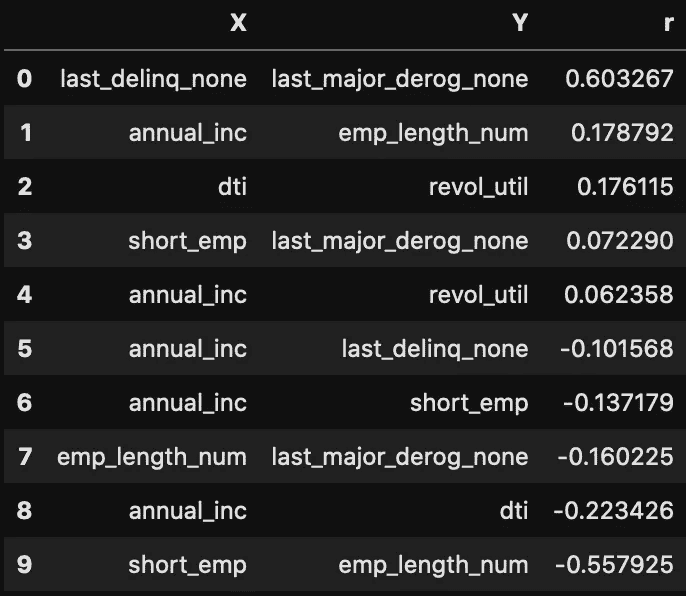 X Y r
0 last_delinq_none last_major_derog_none 0.603267
1 annual_inc emp_length_num 0.178792
2 dti revol_util 0.176115
3 short_emp last_major_derog_none 0.072290
4 annual_inc revol_util 0.062358
5 annual_inc last_delinq_none -0.101568
6 annual_inc short_emp -0.137179
7 emp_length_num last_major_derog_none -0.160225
8 annual_inc dti -0.223426
9 short_emp emp_length_num -0.557925